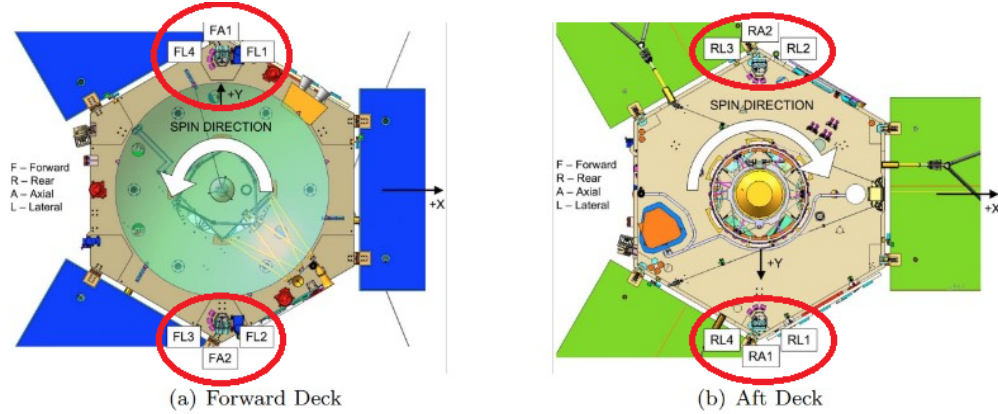 FA1
FL4
FL1
+Y
SPIN DIRECTION
F – Forward
R – Rear
A – Axial
L – Lateral
+X
FL3
FL2
FA2
(a) Forward Deck
RA2
RL3
RL2
SPIN DIRECTION
F – Forward
R – Rear
A – Axial
L – Lateral
+X
+Y
RL4
RL1
RA1
(b) Aft Deck